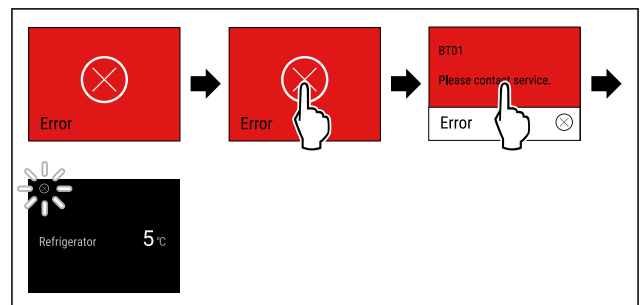 Error
Error
BT01
Please contact service.
Error
Refrigerator 5 °C